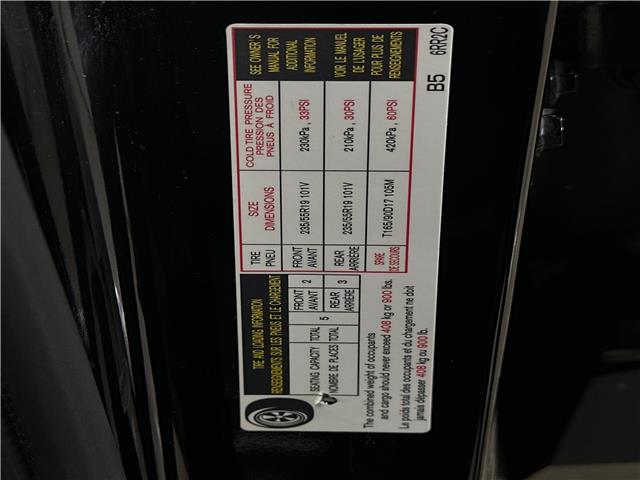 TIRE AND LOADING INFORMATION
RENSEIGNEMENTS SUR LES PNEUS ET LE CHARGEMENT
SEATING CAPACITY TOTAL 5 FRONT 2
AVANT
NOMBRE DE PLACES TOTAL REAR 3
ARRIÈRE
The combined weight of occupants
and cargo should never exceed 408 kg or 900 lbs.
Le poids total des occupants et du chargement ne doit
jamais dépasser 408 kg ou 900 lb.
TIRE
PNEU
SIZE
DIMENSIONS
COLD TIRE PRESSURE
PRESSION DES
PNEUS À FROID
FRONT
AVANT
235/55R19 101V
230kPa , 33PSI
REAR
ARRIÈRE
235/55R19 101V
210kPa , 30PSI
SPARE
DE SECOURS
T165/90D17 105M
420kPa , 60PSI
SEE OWNER'S
MANUAL FOR
ADDITIONAL
INFORMATION
VOIR LE MANUEL
DE L'USAGER
POUR PLUS DE
RENSEIGNEMENTS
B5 6RR2C